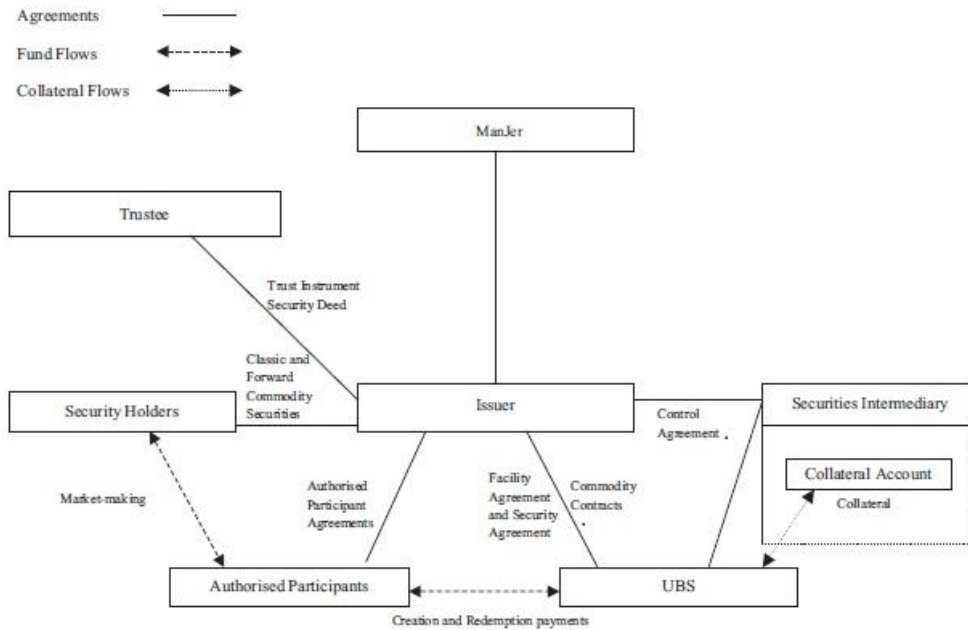 Agreements
Fund Flows
Collateral Flows
ManJer
Trustee
Trust Instrument
Security Deed
Classic and
Forward
Commodity
Securities
Security Holders
Issuer
Securities Intermediary
Control
Agreement
Collateral Account
Collateral
Market-making
Authorised
Participant
Agreements
Facility
Agreement
and Security
Agreement
Commodity
Contracts
Authorised Participants
UBS
Creation and Redemption payments